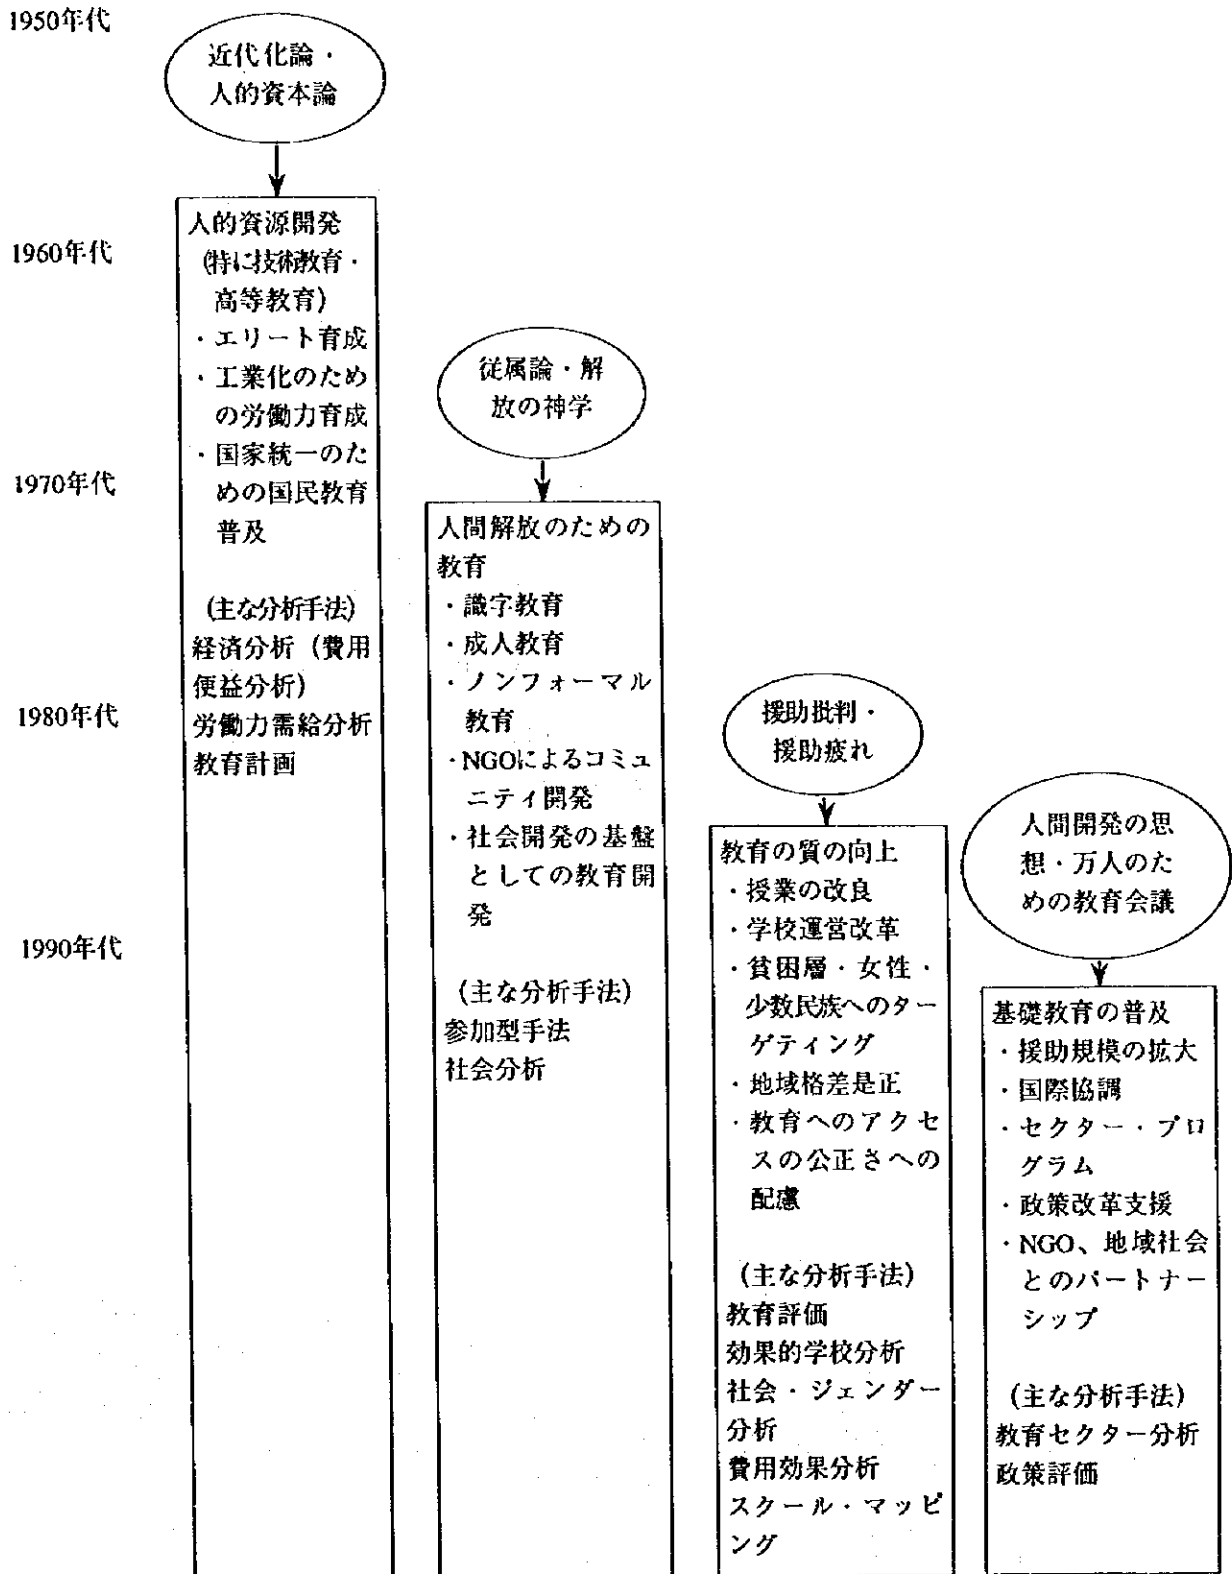 1950年代
近代化論・
人的資本論
人的資源開発
(特に技術教育・
高等教育)
・エリート育成
・工業化のため
の労働力育成
・国家統一のた
めの国民教育
普及
(主な分析手法)
経済分析（費用
便益分析）
労働力需給分析
教育計画
1960年代
従属論・解
放の神学
人間解放のための
教育
・識字教育
・成人教育
・ノンフォーマル
教育
・NGOによるコミュ
ニティ開発
・社会開発の基盤
としての教育開
発
(主な分析手法)
参加型手法
社会分析
1970年代
1980年代
援助批判・
援助疲れ
教育の質の向上
・授業の改良
・学校運営改革
・貧困層・女性・
少数民族へのター
ゲティング
・地域格差是正
・教育へのアクセ
スの公正さへの
配慮
(主な分析手法)
教育評価
効果的学校分析
社会・ジェンダー
分析
費用効果分析
スクール・マッピ
ング
人間開発の思
想・万人のた
めの教育会議
基礎教育の普及
・援助規模の拡大
・国際協調
・セクター・プロ
グラム
・政策改革支援
・NGO、地域社会
とのパートナー
シップ
(主な分析手法)
教育セクター分析
政策評価
1990年代